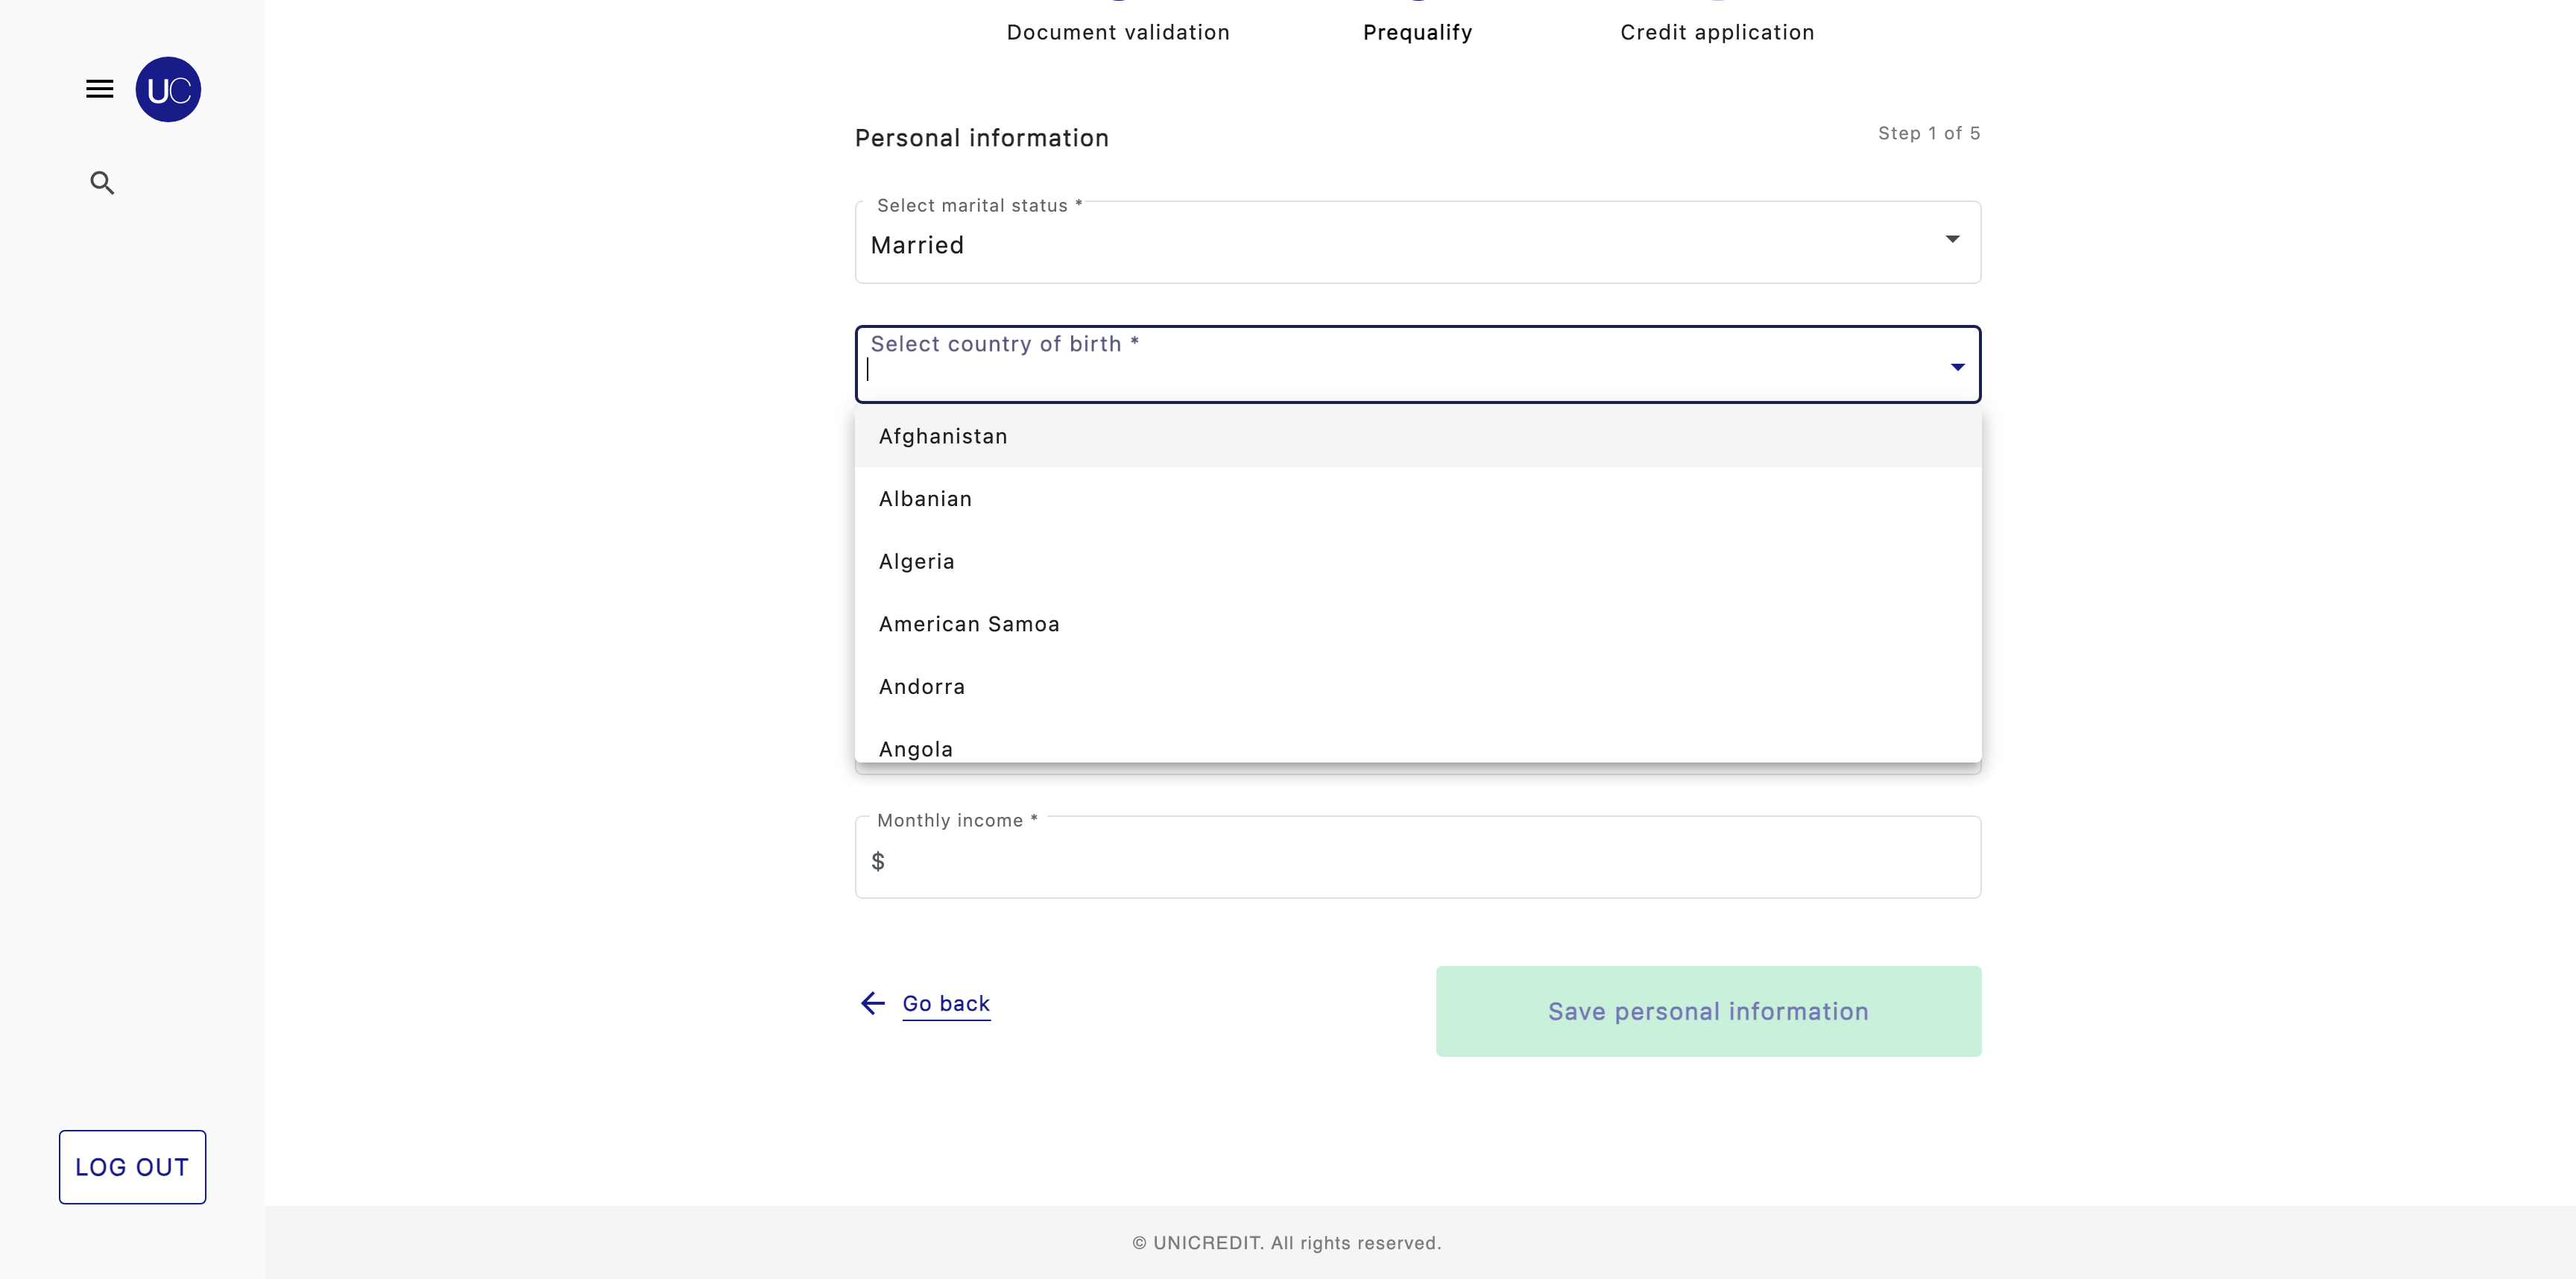 Document validation
Prequalify
Credit application
UC
Personal information
Step 1 of 5
Select marital status *
Married
Select country of birth *
Afghanistan
Albanian
Algeria
American Samoa
Andorra
Angola
Monthly income *
$
Go back
Save personal information
LOG OUT
© UNICREDIT. All rights reserved.